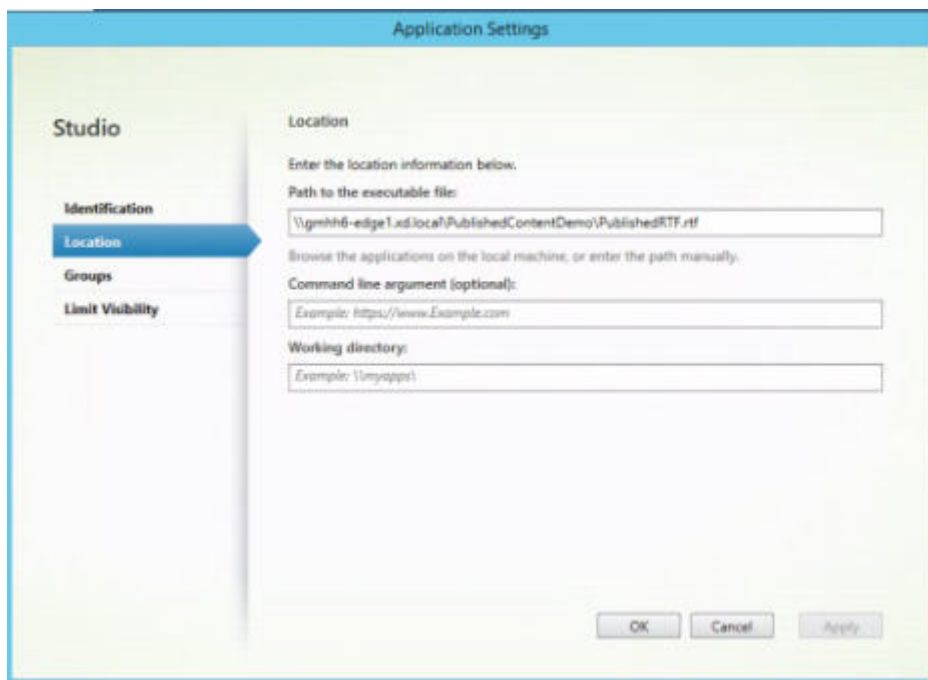 Application Settings
Studio
Identification
Location
Groups
Limit Visibility
Location
Enter the location information below.
Path to the executable file:
\\gmhh6-edge1.xd.local\PublishedContentDemo\PublishedRTF.rtf
Browse the applications on the local machine, or enter the path manually.
Command line argument (optional):
Example: https://www.Example.com
Working directory:
Example: \\myapps\
OK Cancel Apply